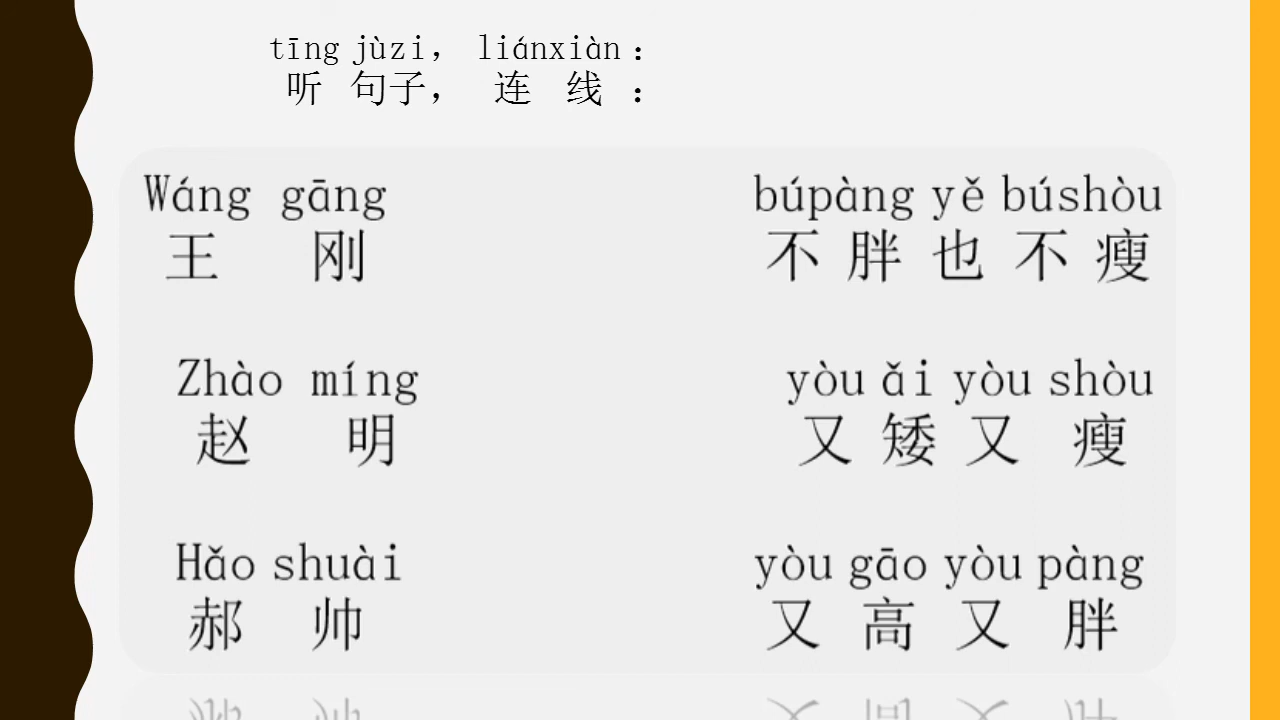 tīng jùzi， liánxiàn：
听 句子， 连 线 ：
Wáng gāng
王 刚
búpàng yě búshòu
不 胖 也 不 瘦
Zhào míng
赵 明
yòu ǎi yòu shòu
又 矮 又 瘦
Hǎo shuài
郝 帅
yòu gāo yòu pàng
又 高 又 胖